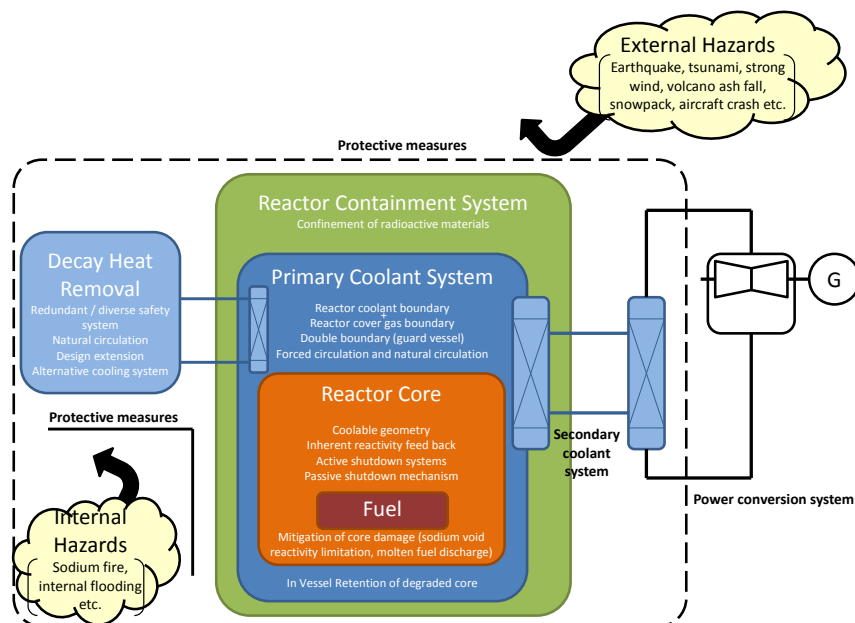 External Hazards
Earthquake, tsunami, strong
wind, volcano ash fall,
snowpack, aircraft crash etc.
Protective measures
Reactor Containment System
Confinement of radioactive materials
Decay Heat
Removal
Redundant / diverse safety
system
Natural circulation
Design extension
Alternative cooling system
Primary Coolant System
Reactor coolant boundary
+
Reactor cover gas boundary
Double boundary (guard vessel)
Forced circulation and natural circulation
G
Reactor Core
Coolable geometry
Inherent reactivity feed back
Active shutdown systems
Passive shutdown mechanism
Fuel
Mitigation of core damage (sodium void
reactivity limitation, molten fuel discharge)
In Vessel Retention of degraded core
Secondary
coolant
system
Power conversion system
Protective measures
Internal
Hazards
Sodium fire,
internal flooding
etc.